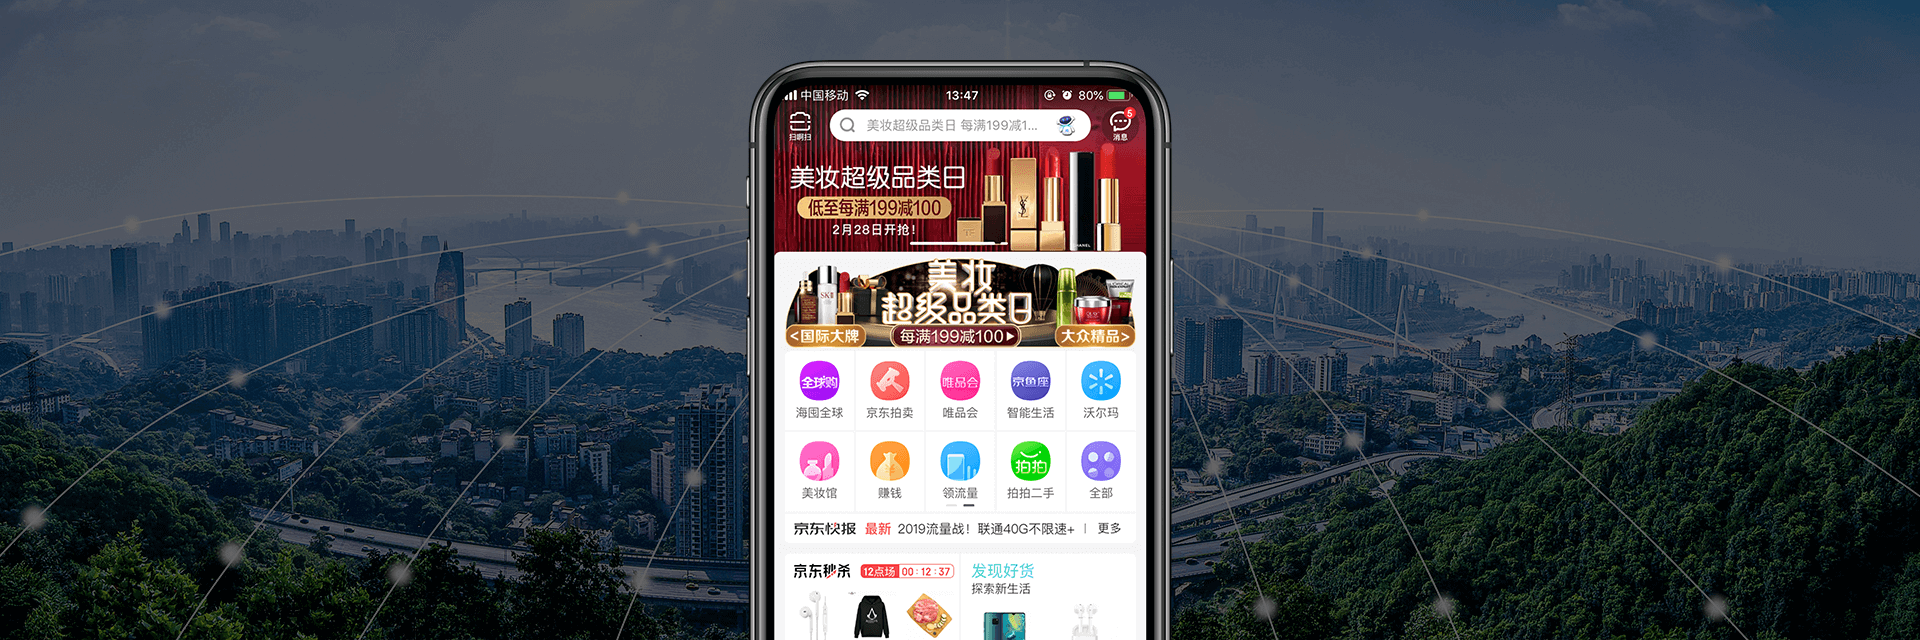 中国移动 13:47 80%
扫啊扫 美妆超级品类日 每满199减1... 5 消息
美妆超级品类日
低至每满199减100
2月28日开抢!
YSL TF CHANEL
美妆
超级品类日
SK-II
<国际大牌 每满199减100 大众精品>
全球购 唯品会 京鱼座
海囤全球 京东拍卖 唯品会 智能生活 沃尔玛
拍拍
美妆馆 赚钱 领流量 拍拍二手 全部
京东快报 最新 2019流量战! 联通40G不限速+ | 更多
京东秒杀 12点场 00:12:37 发现好货
探索新生活